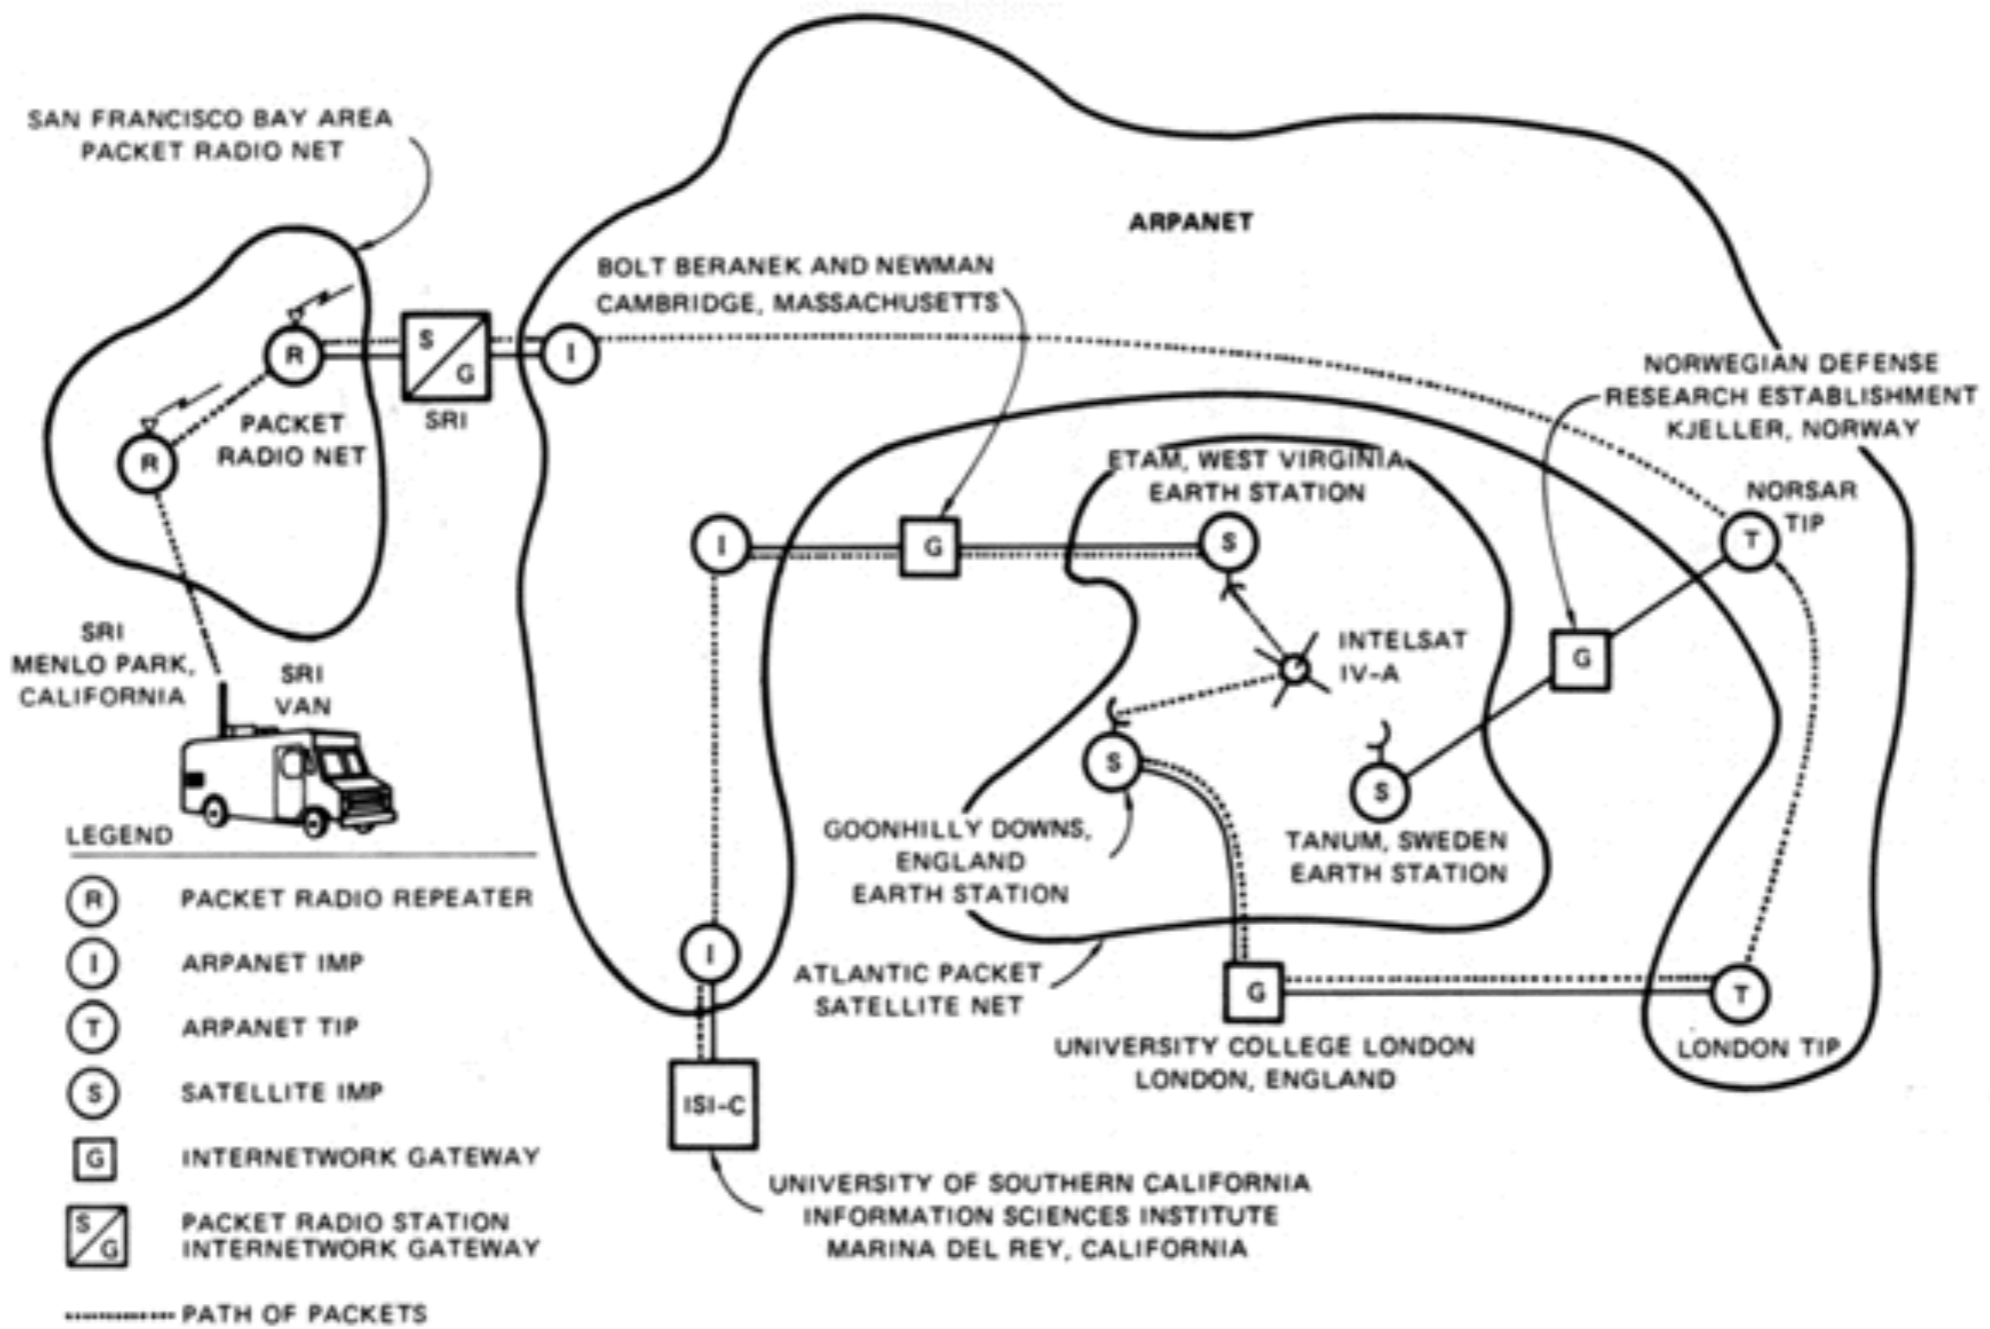 SAN FRANCISCO BAY AREA
PACKET RADIO NET
ARPANET
BOLT BERANEK AND NEWMAN
CAMBRIDGE, MASSACHUSETTS
S
G
SRI
R
I
PACKET
RADIO NET
R
NORWEGIAN DEFENSE
RESEARCH ESTABLISHMENT
KJELLER, NORWAY
ETAM, WEST VIRGINIA
EARTH STATION
NORSAR
TIP
I
G
S
T
SRI
MENLO PARK,
CALIFORNIA
SRI
VAN
INTELSAT
IV-A
G
S
S
GOONHILLY DOWNS,
ENGLAND
EARTH STATION
TANUM, SWEDEN
EARTH STATION
I
ATLANTIC PACKET
SATELLITE NET
G
T
UNIVERSITY COLLEGE LONDON
LONDON, ENGLAND
LONDON TIP
ISI-C
UNIVERSITY OF SOUTHERN CALIFORNIA
INFORMATION SCIENCES INSTITUTE
MARINA DEL REY, CALIFORNIA
LEGEND
R PACKET RADIO REPEATER
I ARPANET IMP
T ARPANET TIP
S SATELLITE IMP
G INTERNETWORK GATEWAY
S PACKET RADIO STATION
G INTERNETWORK GATEWAY
PATH OF PACKETS